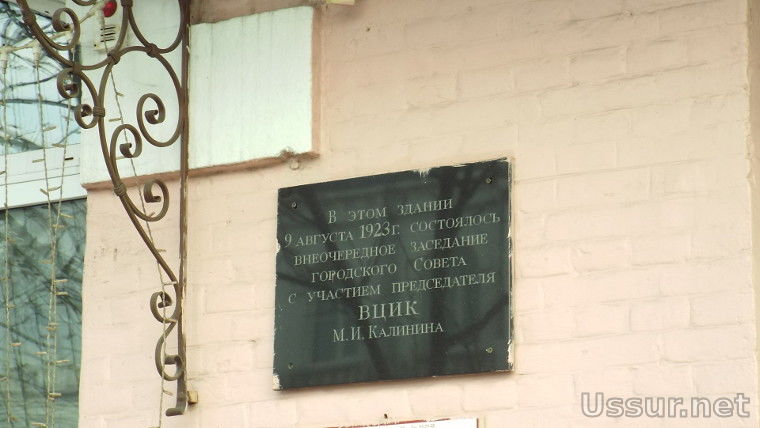 В ЭТОМ ЗДАНИИ
9 АВГУСТА 1923 Г. СОСТОЯЛОСЬ
ВНЕОЧЕРЕДНОЕ ЗАСЕДАНИЕ
ГОРОДСКОГО СОВЕТА
С УЧАСТИЕМ ПРЕДСЕДАТЕЛЯ
ВЦИК
М.И. КАЛИНИНА
Ussur.net